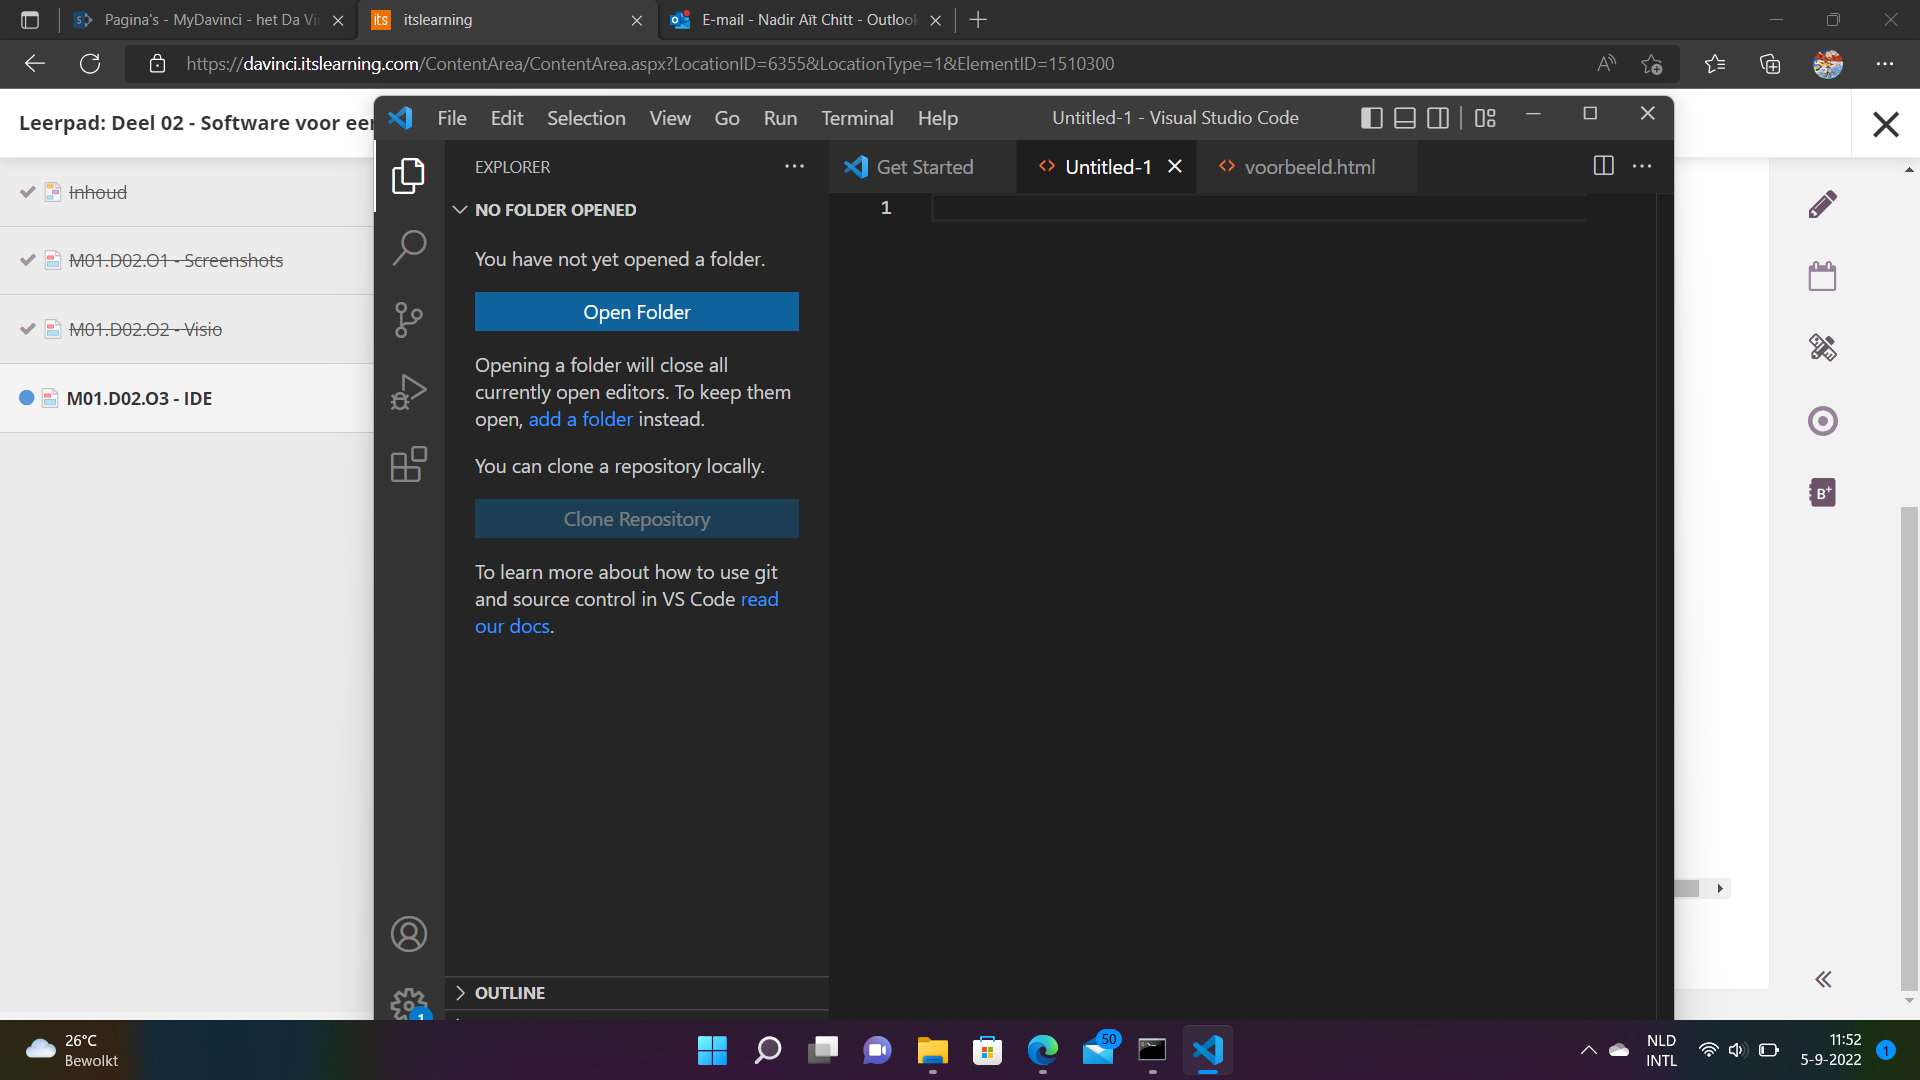 Pagina's - MyDavinci - het Da Vi
itslearning
E-mail - Nadir Aït Chitt - Outlook
https://davinci.itslearning.com/ContentArea/ContentArea.aspx?LocationID=6355&LocationType=1&ElementID=1510300
Leerpad: Deel 02 - Software voor eer
Inhoud
M01.D02.O1 - Screenshots
M01.D02.O2 - Visio
M01.D02.O3 - IDE
File Edit Selection View Go Run Terminal Help
Untitled-1 - Visual Studio Code
EXPLORER
Get Started
Untitled-1
voorbeeld.html
NO FOLDER OPENED
1
You have not yet opened a folder.
Open Folder
Opening a folder will close all
currently open editors. To keep them
open, add a folder instead.
You can clone a repository locally.
Clone Repository
To learn more about how to use git
and source control in VS Code read
our docs.
OUTLINE
1
B+
26°C
Bewolkt
50
NLD
INTL
11:52
5-9-2022
1